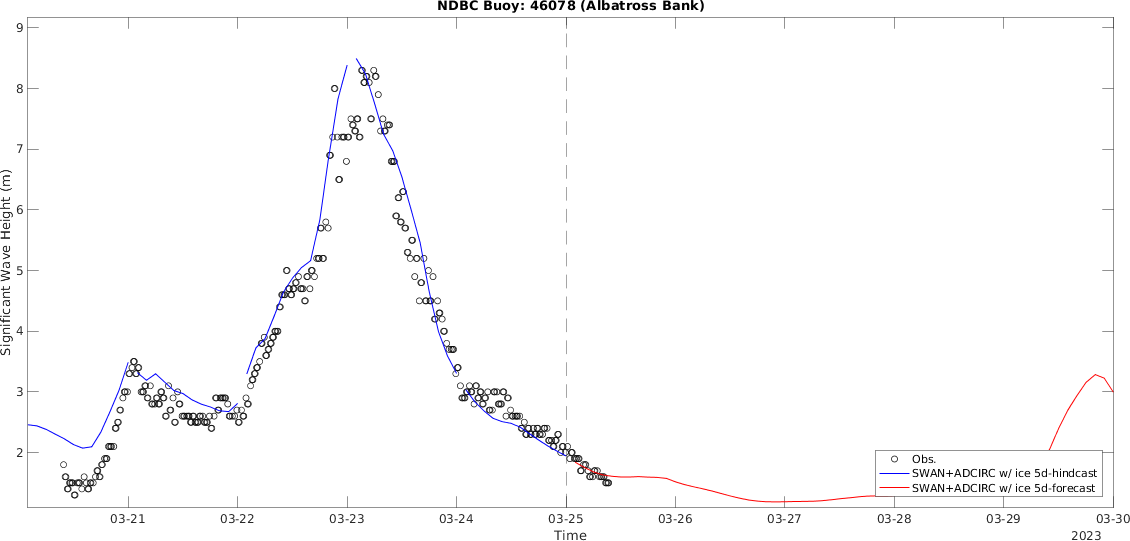 NDBC Buoy: 46078 (Albatross Bank)
9
8
7
6
5
4
3
2
Significant Wave Height (m)
Obs.
SWAN+ADCIRC w/ ice 5d-hindcast
SWAN+ADCIRC w/ ice 5d-forecast
03-21 03-22 03-23 03-24 03-25 03-26 03-27 03-28 03-29 03-30
Time
2023